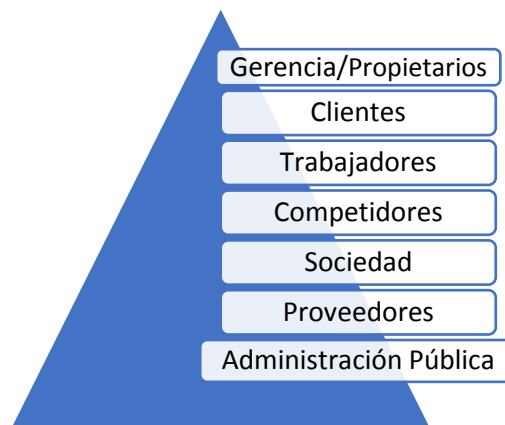 Gerencia/Propietarios
Clientes
Trabajadores
Competidores
Sociedad
Proveedores
Administración Pública